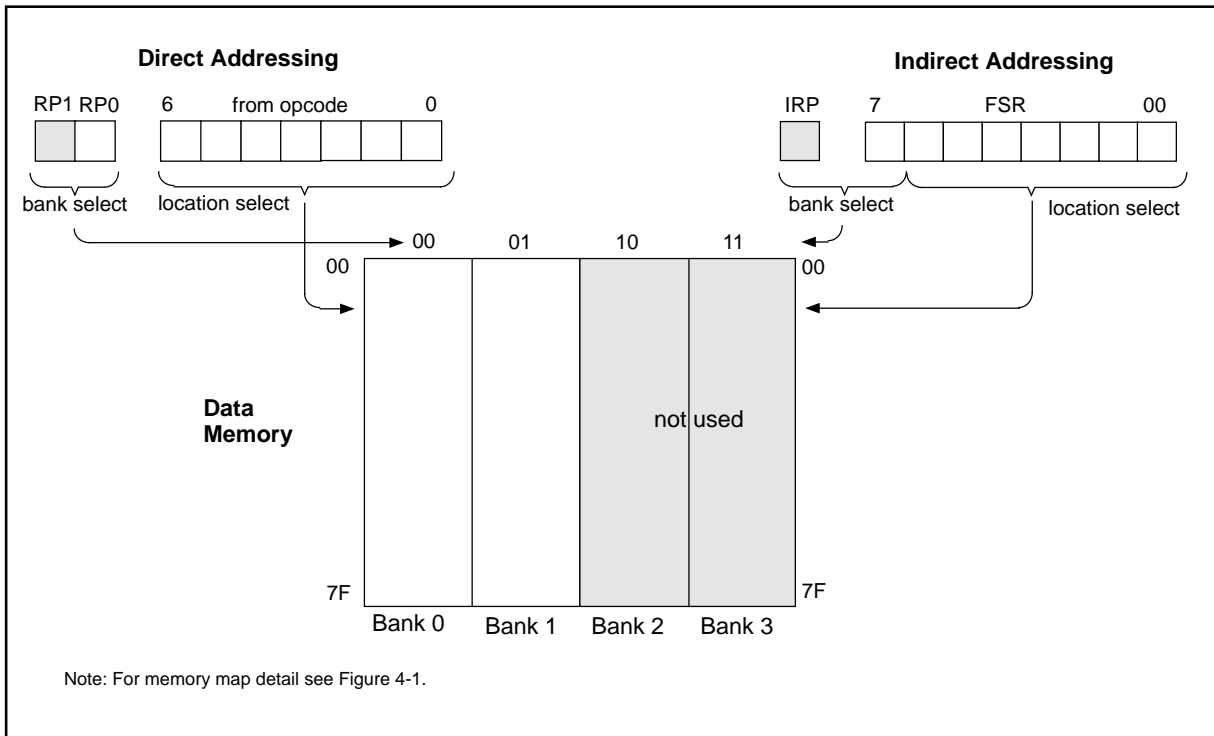 Direct Addressing
Indirect Addressing
RP1 RP0
6 from opcode 0
IRP
7 FSR 00
bank select
location select
bank select
location select
00 01 10 11
00
00
Data
Memory
not used
7F
7F
Bank 0 Bank 1 Bank 2 Bank 3
Note: For memory map detail see Figure 4-1.